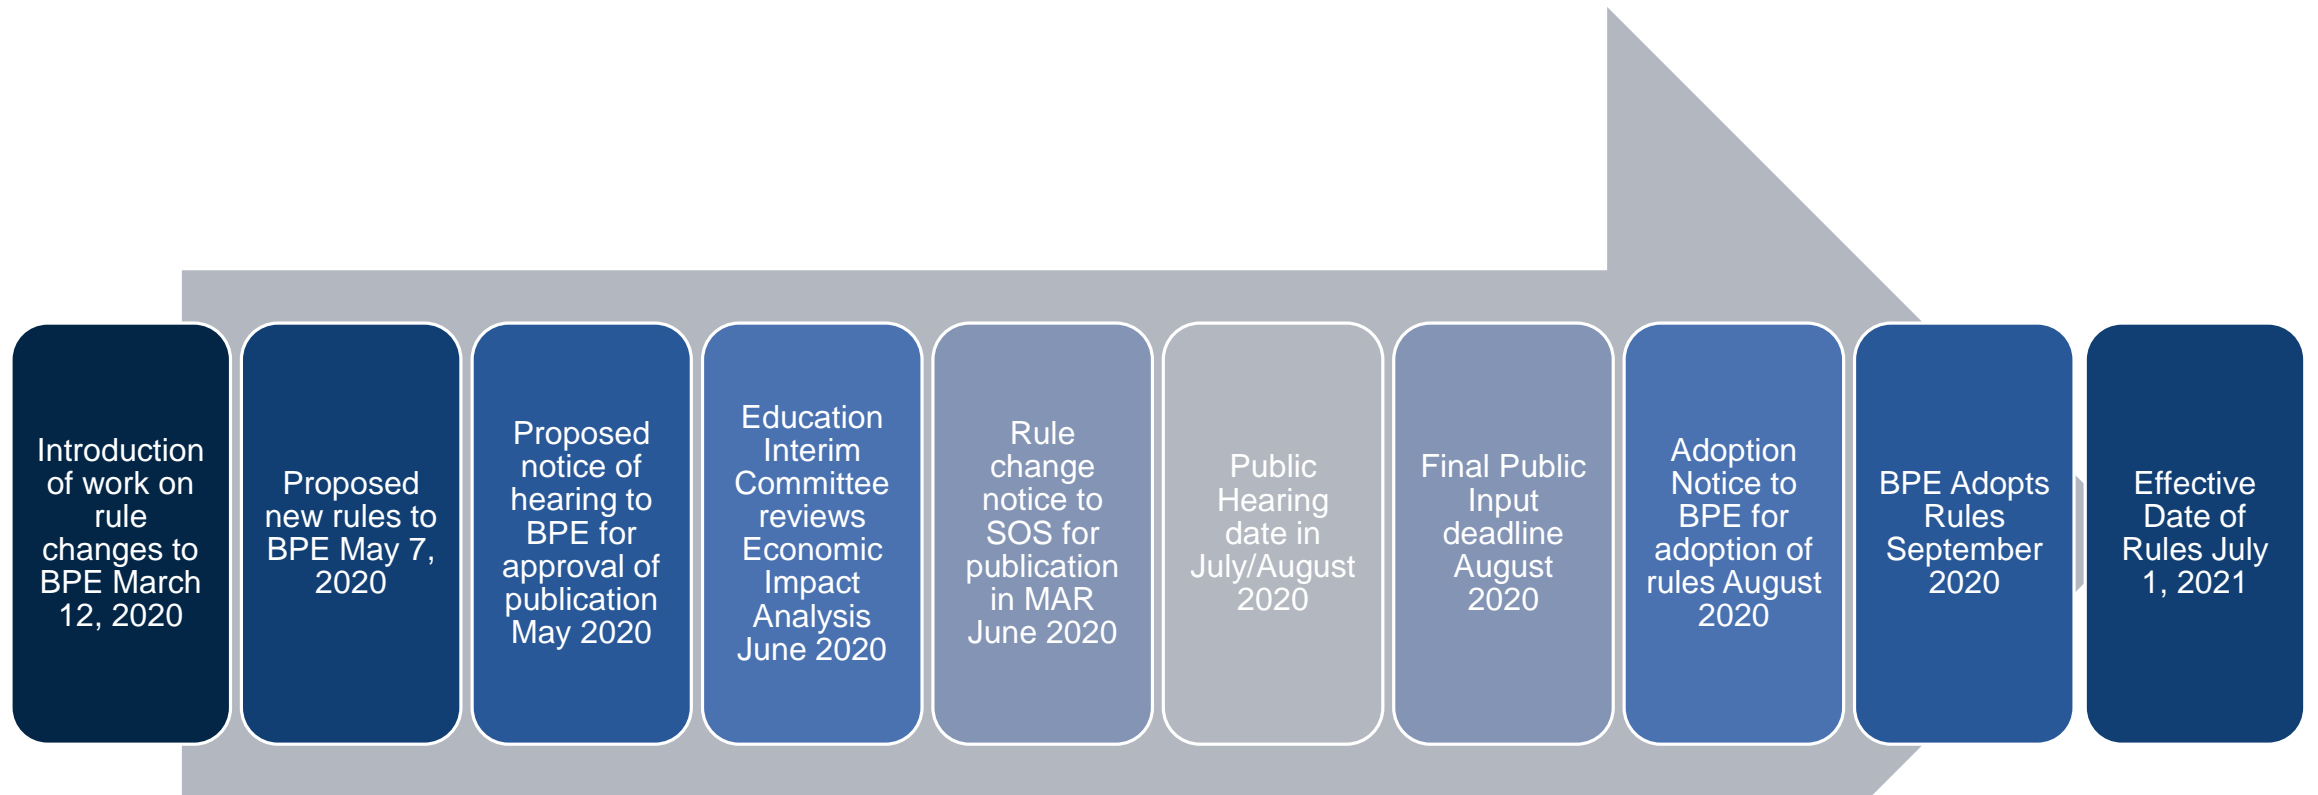 Introduction
of work on
rule
changes to
BPE March
12, 2020
Proposed
new rules to
BPE May 7,
2020
Proposed
notice of
hearing to
BPE for
approval of
publication
May 2020
Education
Interim
Committee
reviews
Economic
Impact
Analysis
June 2020
Rule
change
notice to
SOS for
publication
in MAR
June 2020
Public
Hearing
date in
July/August
2020
Final Public
Input
deadline
August
2020
Adoption
Notice to
BPE for
adoption of
rules August
2020
BPE Adopts
Rules
September
2020
Effective
Date of
Rules July
1, 2021